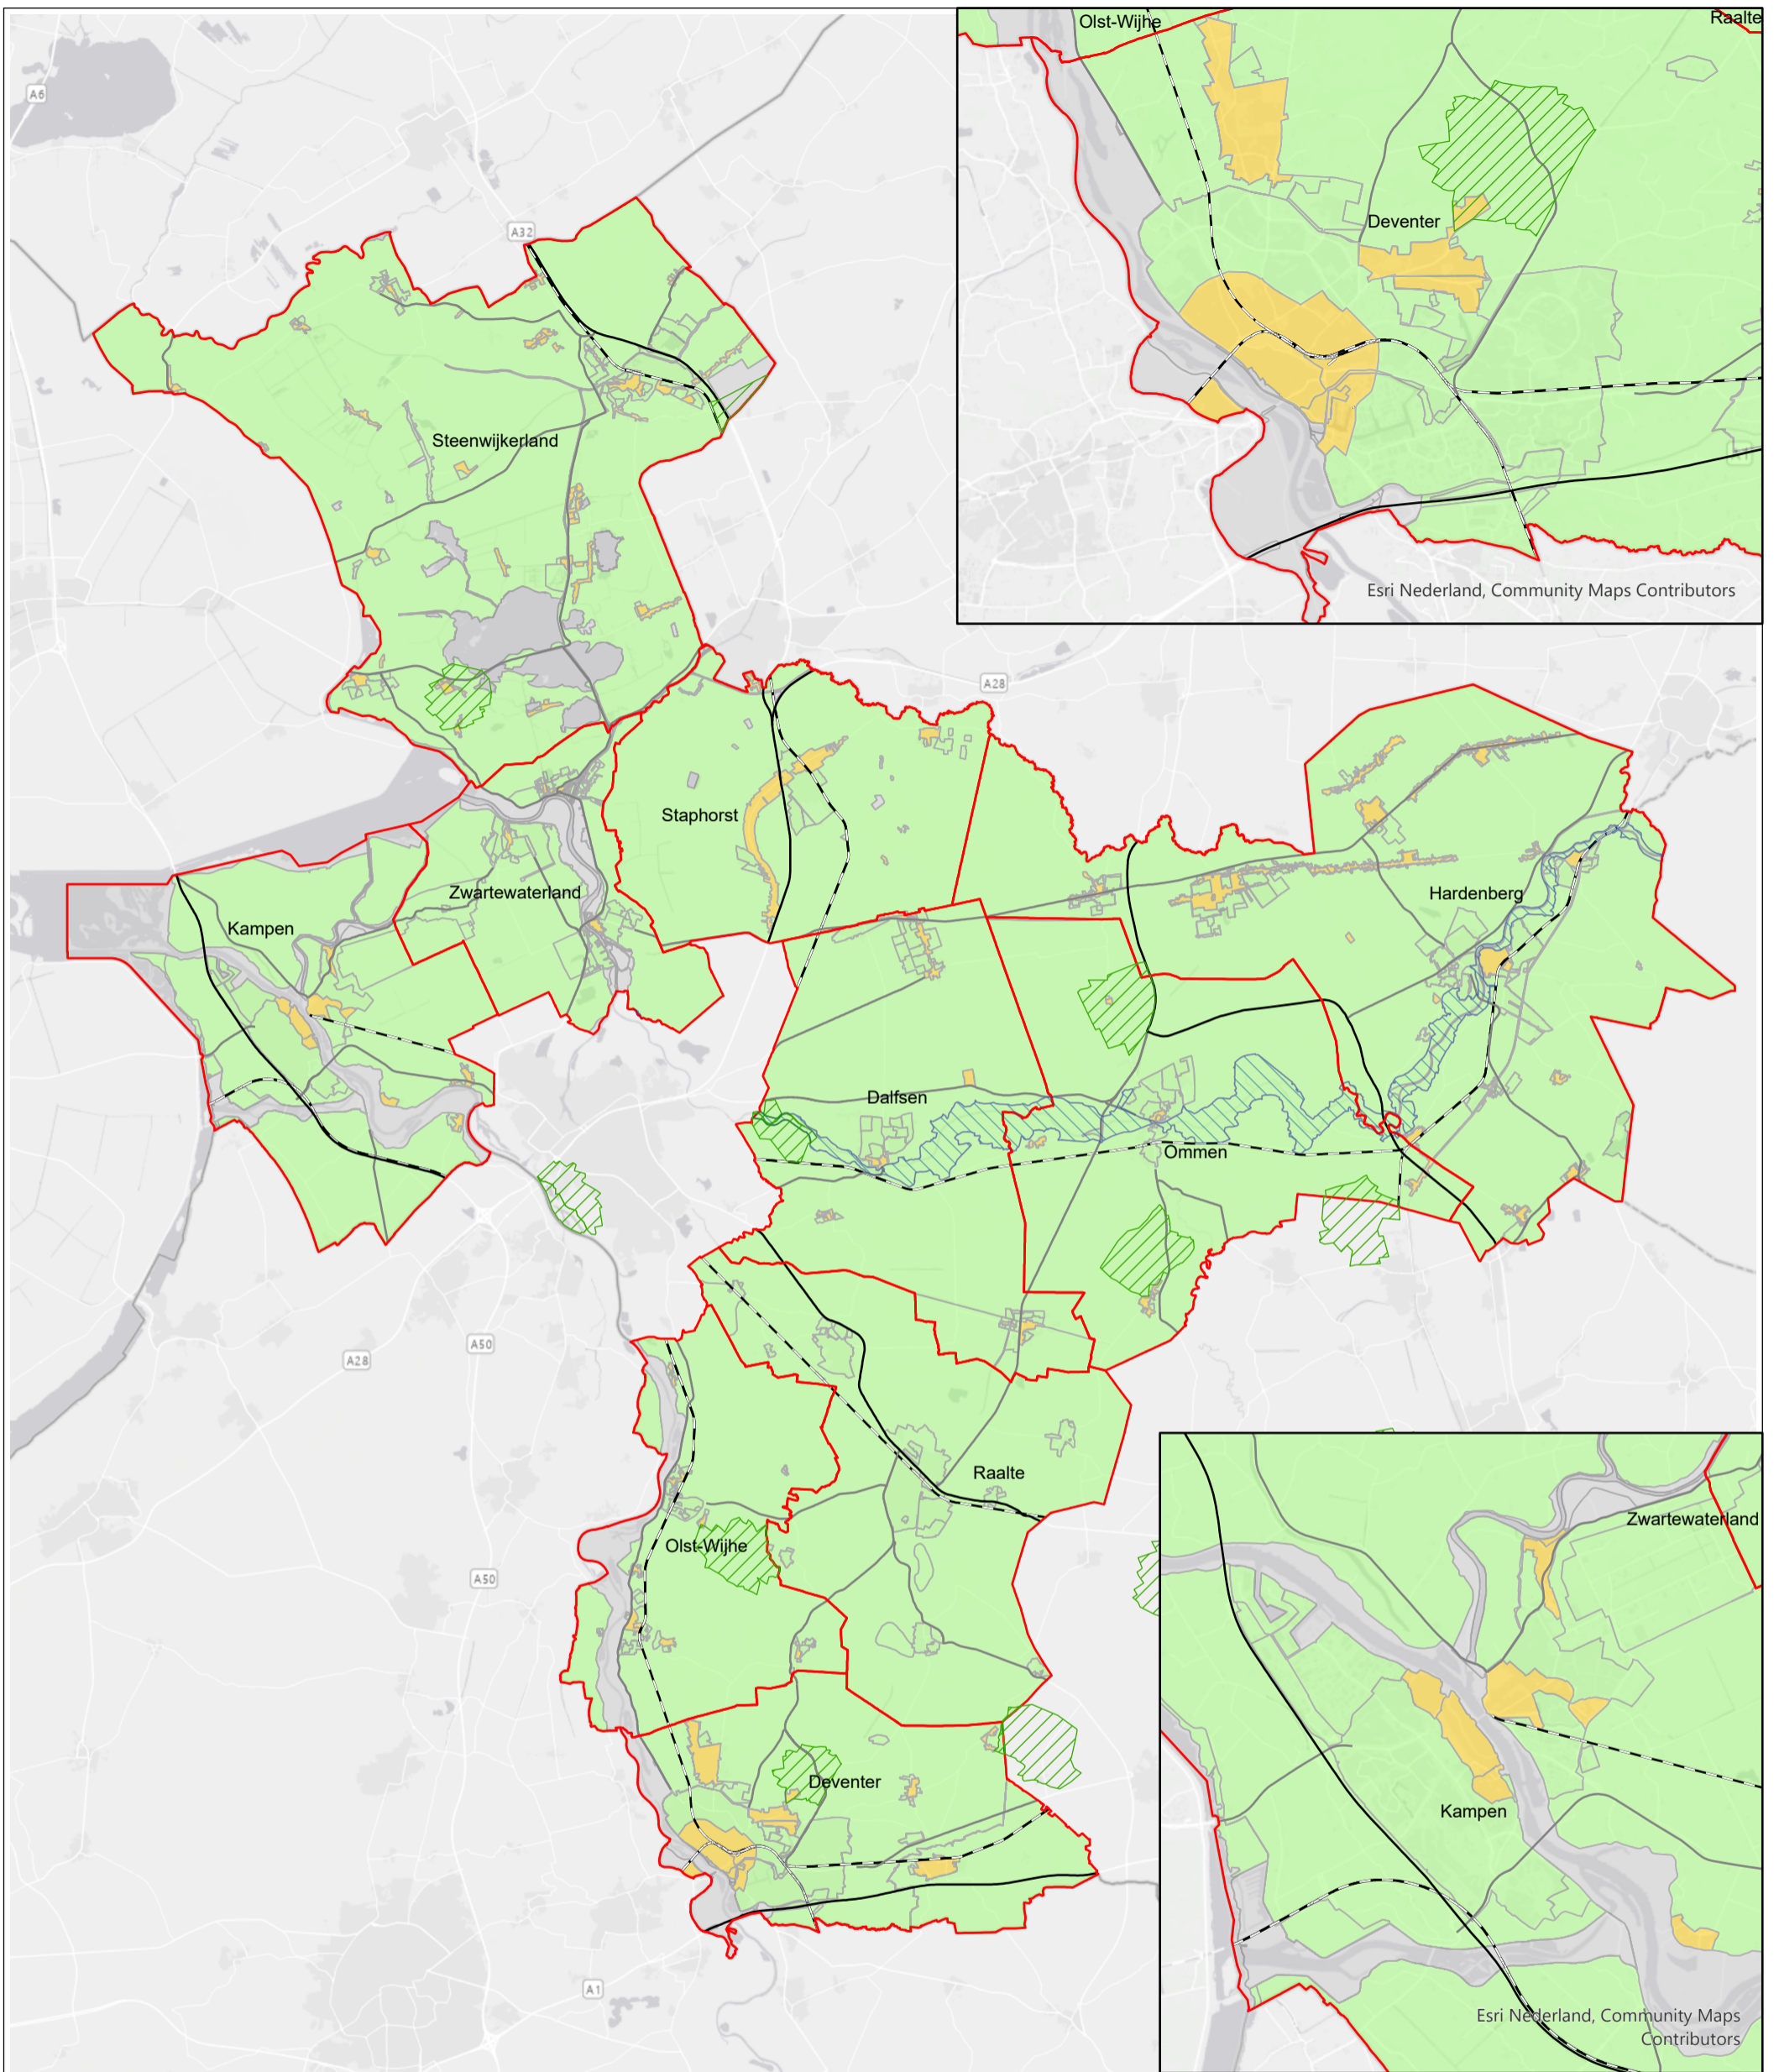 Olst-Wijhe
Raalte
A6
Deventer
A32
Steenwijkerland
Esri Nederland, Community Maps Contributors
A28
Staphorst
Zwartewaterland
Hardenberg
Kampen
Dalfsen
Ommen
A50
A28
Raalte
Zwartewaterland
Olst-Wijhe
A50
Deventer
Kampen
A1
Esri Nederland, Community Maps
Contributors